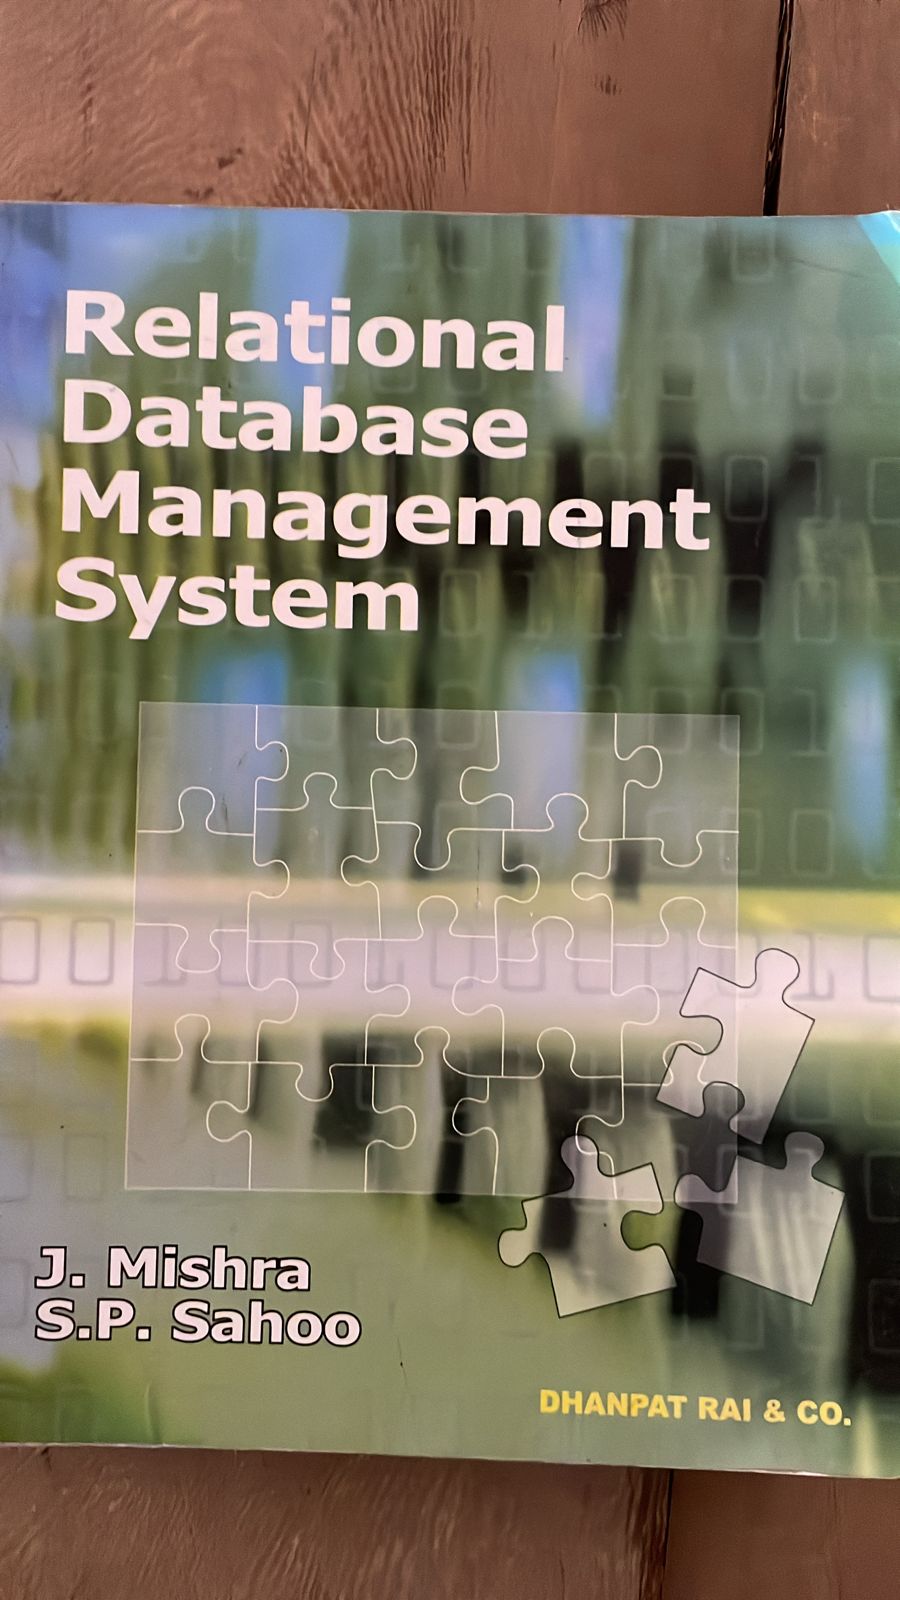 Relational
Database
Management
System
J. Mishra
S.P. Sahoo
DHANPAT RAI & CO.